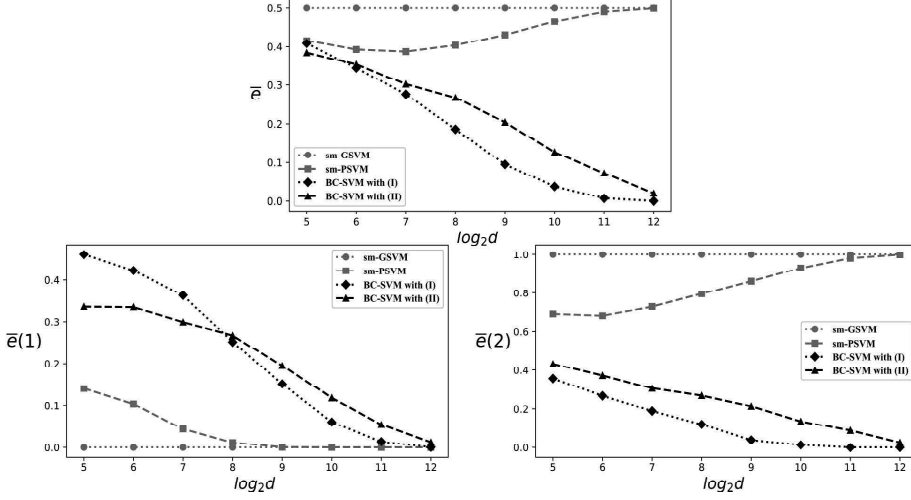 0.5
0.4
0.3
0.2
0.1
0.0
e̅
sm-GSVM
sm-PSVM
BC-SVM with (I)
BC-SVM with (II)
5 6 7 8 9 10 11 12
log₂d
0.4
0.3
0.2
0.1
0.0
e̅(1)
sm-GSVM
sm-PSVM
BC-SVM with (I)
BC-SVM with (II)
5 6 7 8 9 10 11 12
log₂d
1.0
0.8
0.6
0.4
0.2
0.0
e̅(2)
sm-GSVM
sm-PSVM
BC-SVM with (I)
BC-SVM with (II)
5 6 7 8 9 10 11 12
log₂d